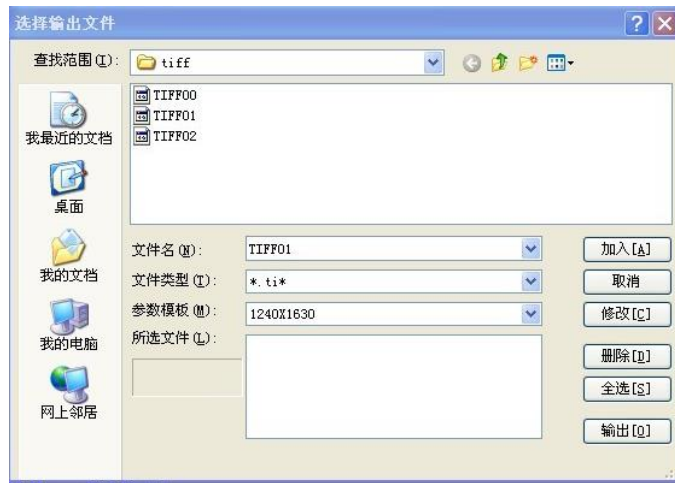 选择输出文件
查找范围(I):
tiff
我最近的文档
桌面
我的文档
我的电脑
网上邻居
TIFF00
TIFF01
TIFF02
文件名(N):
TIFF01
加入[A]
文件类型(T):
*.ti*
取消
参数模板(M):
1240X1630
修改[C]
所选文件(L):
删除[D]
全选[S]
输出[O]